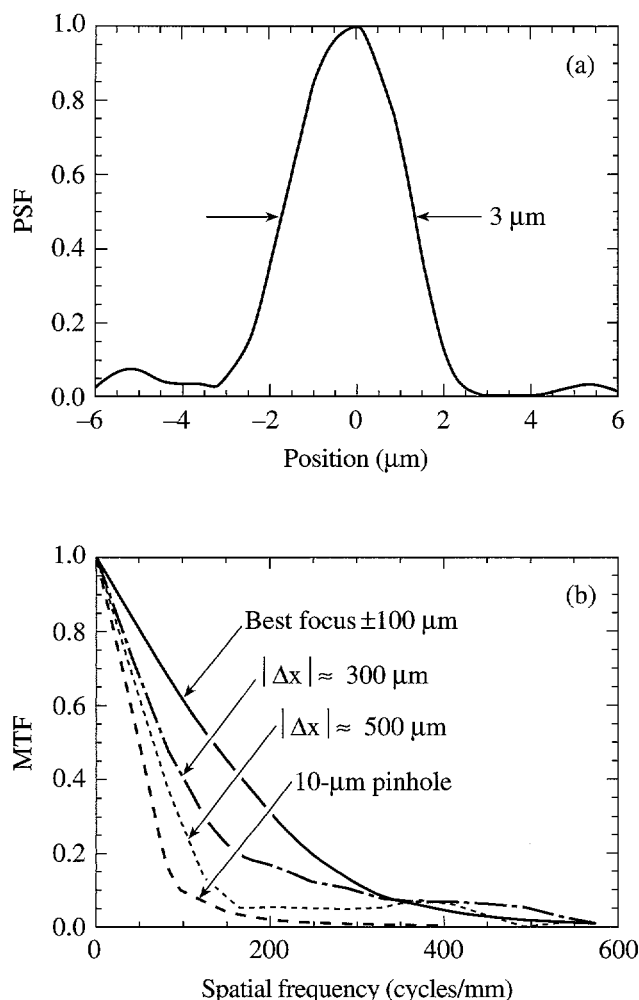 (a)
1.0
0.8
0.6
0.4
0.2
0.0
PSF
3 μm
–6 –4 –2 0 2 4 6
Position (μm)
(b)
1.0
0.8
0.6
0.4
0.2
0.0
MTF
Best focus ±100 μm
|Δx| ≈ 300 μm
|Δx| ≈ 500 μm
10-μm pinhole
0 200 400 600
Spatial frequency (cycles/mm)